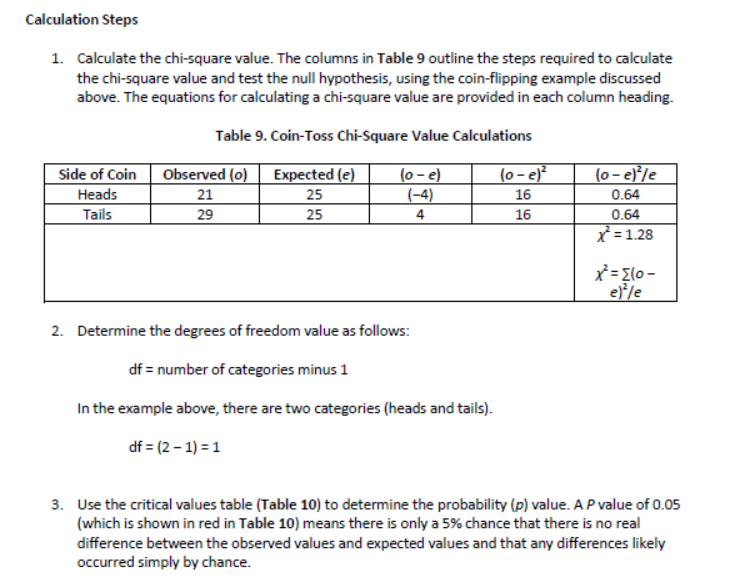 Calculation Steps
1. Calculate the chi-square value. The columns in Table 9 outline the steps required to calculate
the chi-square value and test the null hypothesis, using the coin-flipping example discussed
above. The equations for calculating a chi-square value are provided in each column heading.
Table 9. Coin-Toss Chi-Square Value Calculations
Side of Coin Observed (o) Expected (e) (o – e) (o – e)² (o – e)²/e
Heads 21 25 (-4) 16 0.64
Tails 29 25 4 16 0.64
χ² = 1.28
χ² = ∑(o –
e)²/e
2. Determine the degrees of freedom value as follows:
df = number of categories minus 1
In the example above, there are two categories (heads and tails).
df = (2 – 1) = 1
3. Use the critical values table (Table 10) to determine the probability (p) value. A P value of 0.05
(which is shown in red in Table 10) means there is only a 5% chance that there is no real
difference between the observed values and expected values and that any differences likely
occurred simply by chance.